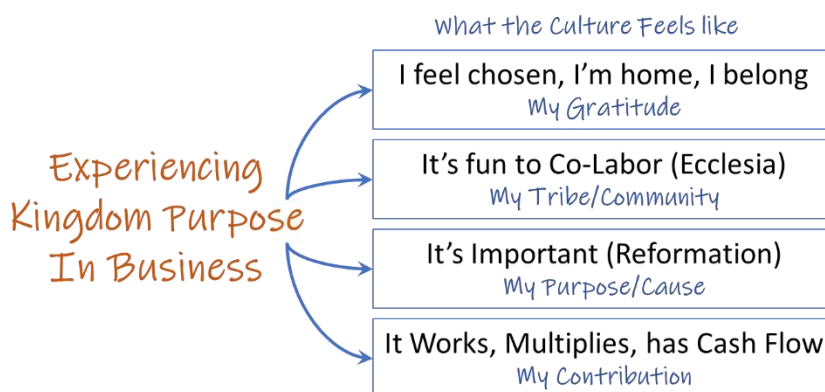 What the Culture Feels like
Experiencing
Kingdom Purpose
In Business
I feel chosen, I'm home, I belong
My Gratitude
It's fun to Co-Labor (Ecclesia)
My Tribe/Community
It's Important (Reformation)
My Purpose/Cause
It Works, Multiplies, has Cash Flow
My Contribution